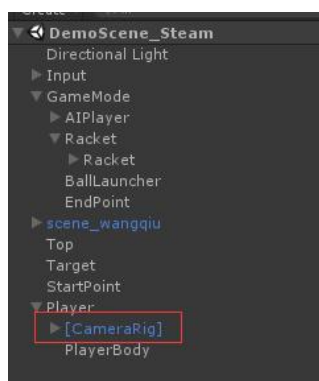 DemoScene_Steam
Directional Light
Input
GameMode
AIPlayer
Racket
Racket
BallLauncher
EndPoint
scene_wangqiu
Top
Target
StartPoint
Player
[CameraRig]
PlayerBody